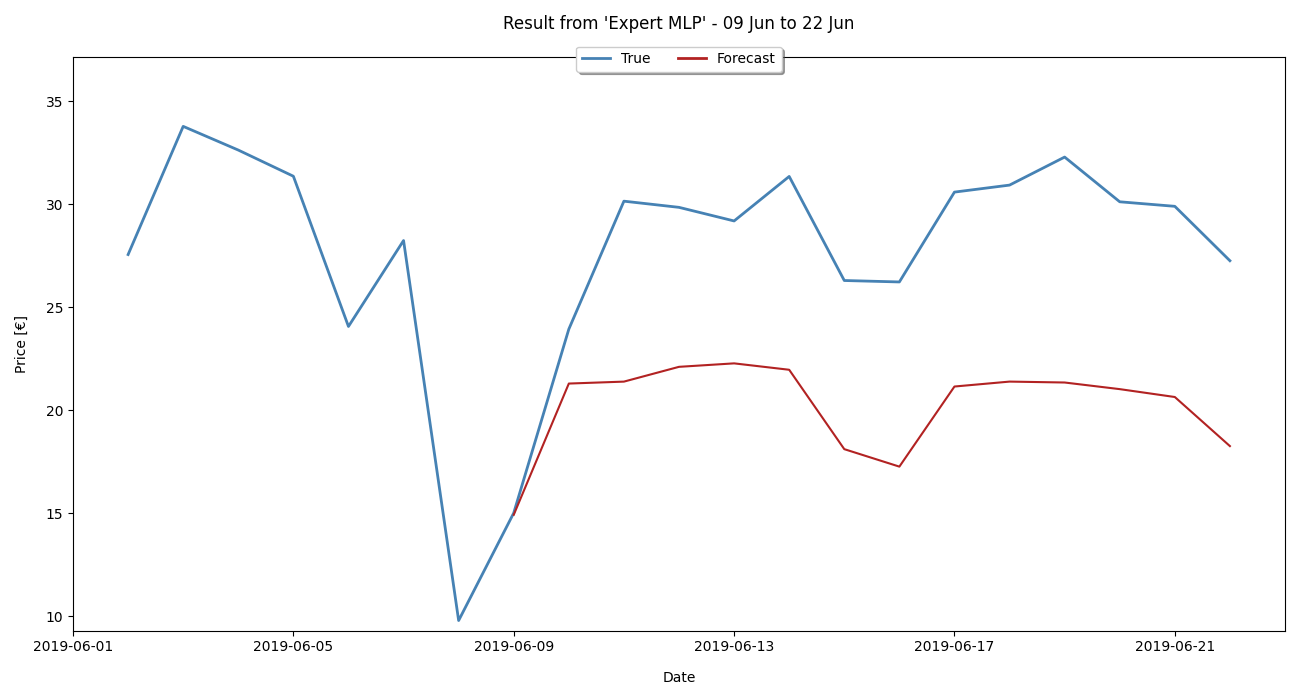 Result from 'Expert MLP' - 09 Jun to 22 Jun
True Forecast
35
30
25
20
15
10
Price [€]
2019-06-01 2019-06-05 2019-06-09 2019-06-13 2019-06-17 2019-06-21
Date